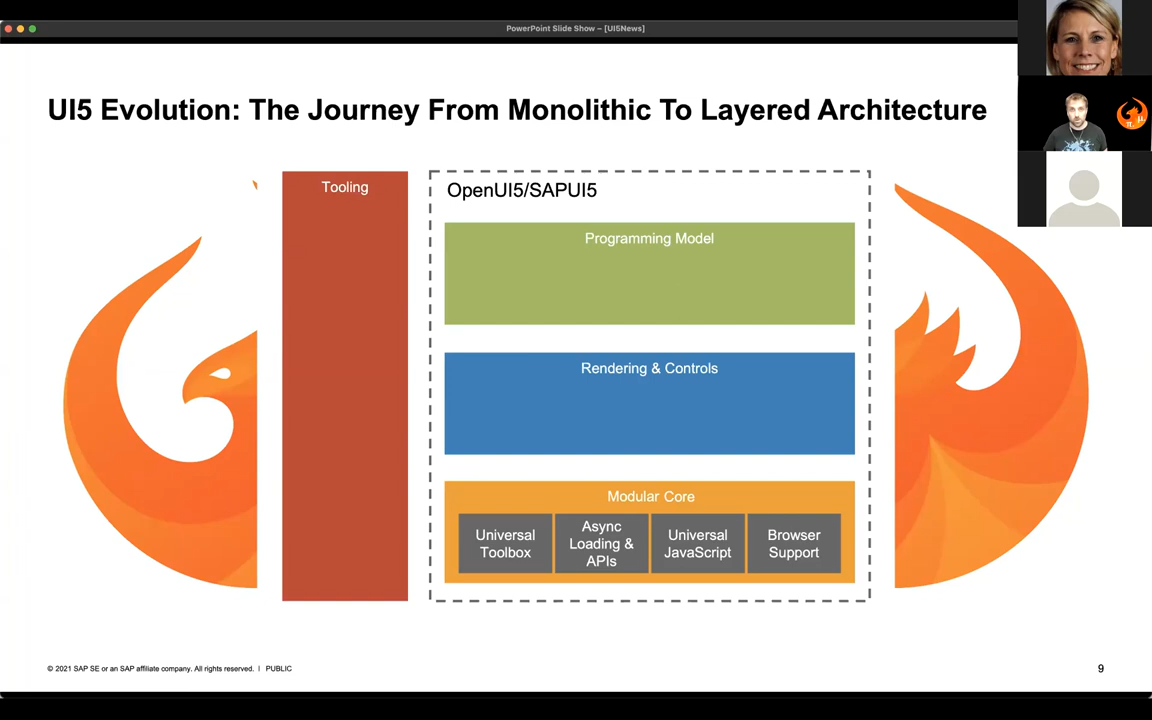 PowerPoint Slide Show – [UI5News]
UI5 Evolution: The Journey From Monolithic To Layered Architecture
Tooling
OpenUI5/SAPUI5
Programming Model
Rendering & Controls
Modular Core
Universal
Toolbox
Async
Loading &
APIs
Universal
JavaScript
Browser
Support
© 2021 SAP SE or an SAP affiliate company. All rights reserved. I PUBLIC
9